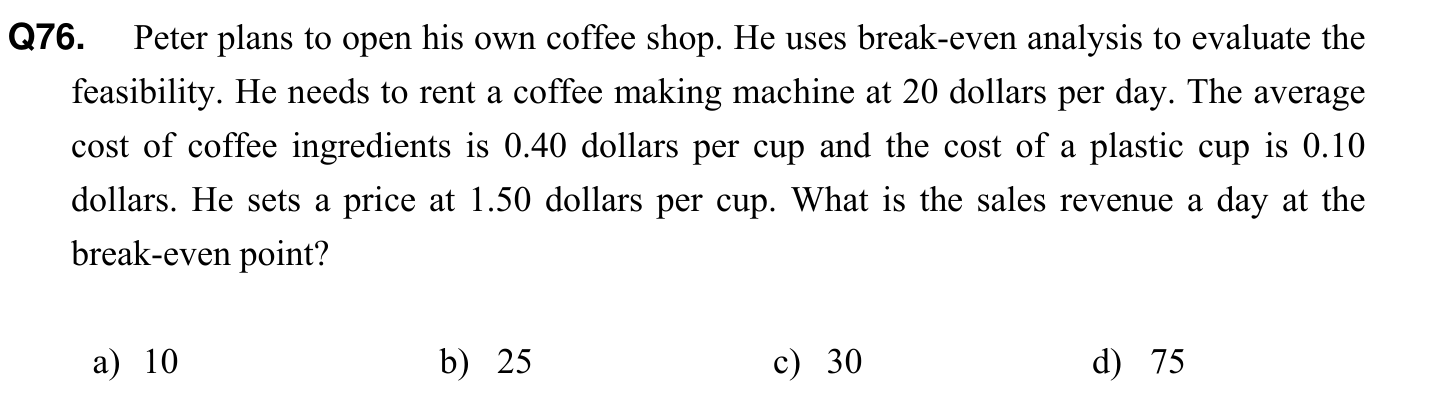 Q76. Peter plans to open his own coffee shop. He uses break-even analysis to evaluate the
feasibility. He needs to rent a coffee making machine at 20 dollars per day. The average
cost of coffee ingredients is 0.40 dollars per cup and the cost of a plastic cup is 0.10
dollars. He sets a price at 1.50 dollars per cup. What is the sales revenue a day at the
break-even point?
a) 10 b) 25 c) 30 d) 75